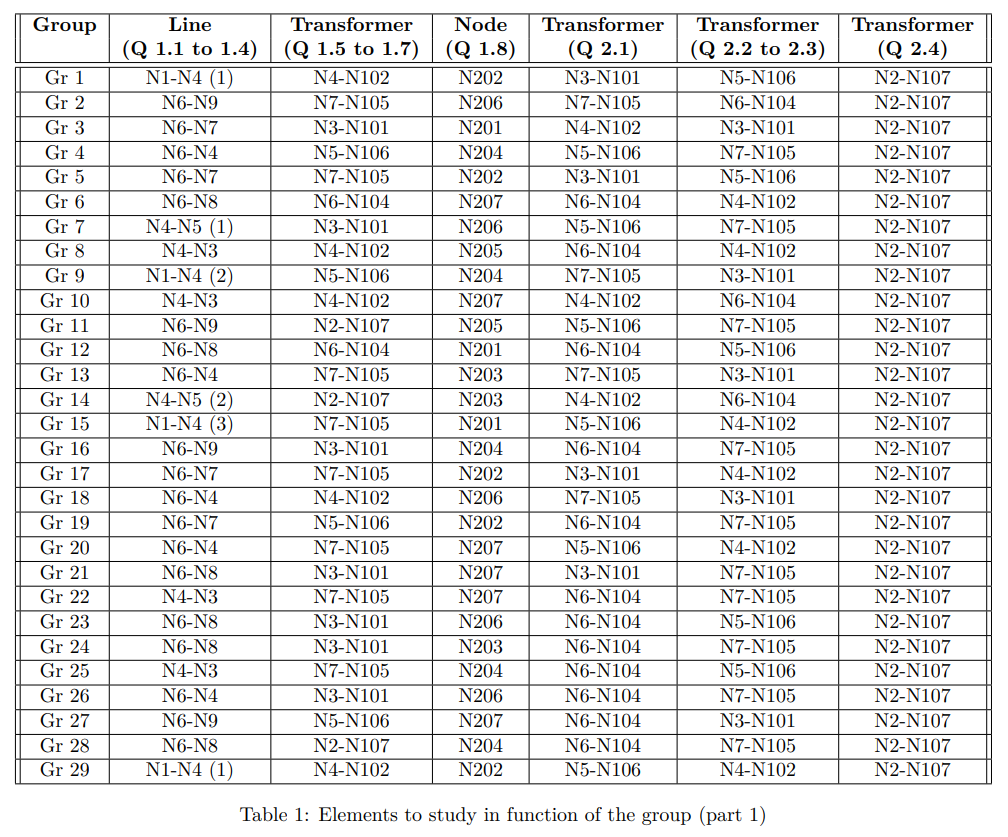 Group Line Transformer Node Transformer Transformer Transformer
(Q 1.1 to 1.4) (Q 1.5 to 1.7) (Q 1.8) (Q 2.1) (Q 2.2 to 2.3) (Q 2.4)
Gr 1 N1-N4 (1) N4-N102 N202 N3-N101 N5-N106 N2-N107
Gr 2 N6-N9 N7-N105 N206 N7-N105 N6-N104 N2-N107
Gr 3 N6-N7 N3-N101 N201 N4-N102 N3-N101 N2-N107
Gr 4 N6-N4 N5-N106 N204 N5-N106 N7-N105 N2-N107
Gr 5 N6-N7 N7-N105 N202 N3-N101 N5-N106 N2-N107
Gr 6 N6-N8 N6-N104 N207 N6-N104 N4-N102 N2-N107
Gr 7 N4-N5 (1) N3-N101 N206 N5-N106 N7-N105 N2-N107
Gr 8 N4-N3 N4-N102 N205 N6-N104 N4-N102 N2-N107
Gr 9 N1-N4 (2) N5-N106 N204 N7-N105 N3-N101 N2-N107
Gr 10 N4-N3 N4-N102 N207 N4-N102 N6-N104 N2-N107
Gr 11 N6-N9 N2-N107 N205 N5-N106 N7-N105 N2-N107
Gr 12 N6-N8 N6-N104 N201 N6-N104 N5-N106 N2-N107
Gr 13 N6-N4 N7-N105 N203 N7-N105 N3-N101 N2-N107
Gr 14 N4-N5 (2) N2-N107 N203 N4-N102 N6-N104 N2-N107
Gr 15 N1-N4 (3) N7-N105 N201 N5-N106 N4-N102 N2-N107
Gr 16 N6-N9 N3-N101 N204 N6-N104 N7-N105 N2-N107
Gr 17 N6-N7 N7-N105 N202 N3-N101 N4-N102 N2-N107
Gr 18 N6-N4 N4-N102 N206 N7-N105 N3-N101 N2-N107
Gr 19 N6-N7 N5-N106 N202 N6-N104 N7-N105 N2-N107
Gr 20 N6-N4 N7-N105 N207 N5-N106 N4-N102 N2-N107
Gr 21 N6-N8 N3-N101 N207 N3-N101 N7-N105 N2-N107
Gr 22 N4-N3 N7-N105 N207 N6-N104 N7-N105 N2-N107
Gr 23 N6-N8 N3-N101 N206 N6-N104 N5-N106 N2-N107
Gr 24 N6-N8 N3-N101 N203 N6-N104 N7-N105 N2-N107
Gr 25 N4-N3 N7-N105 N204 N6-N104 N5-N106 N2-N107
Gr 26 N6-N4 N3-N101 N206 N6-N104 N7-N105 N2-N107
Gr 27 N6-N9 N5-N106 N207 N6-N104 N3-N101 N2-N107
Gr 28 N6-N8 N2-N107 N204 N6-N104 N7-N105 N2-N107
Gr 29 N1-N4 (1) N4-N102 N202 N5-N106 N4-N102 N2-N107
Table 1: Elements to study in function of the group (part 1)